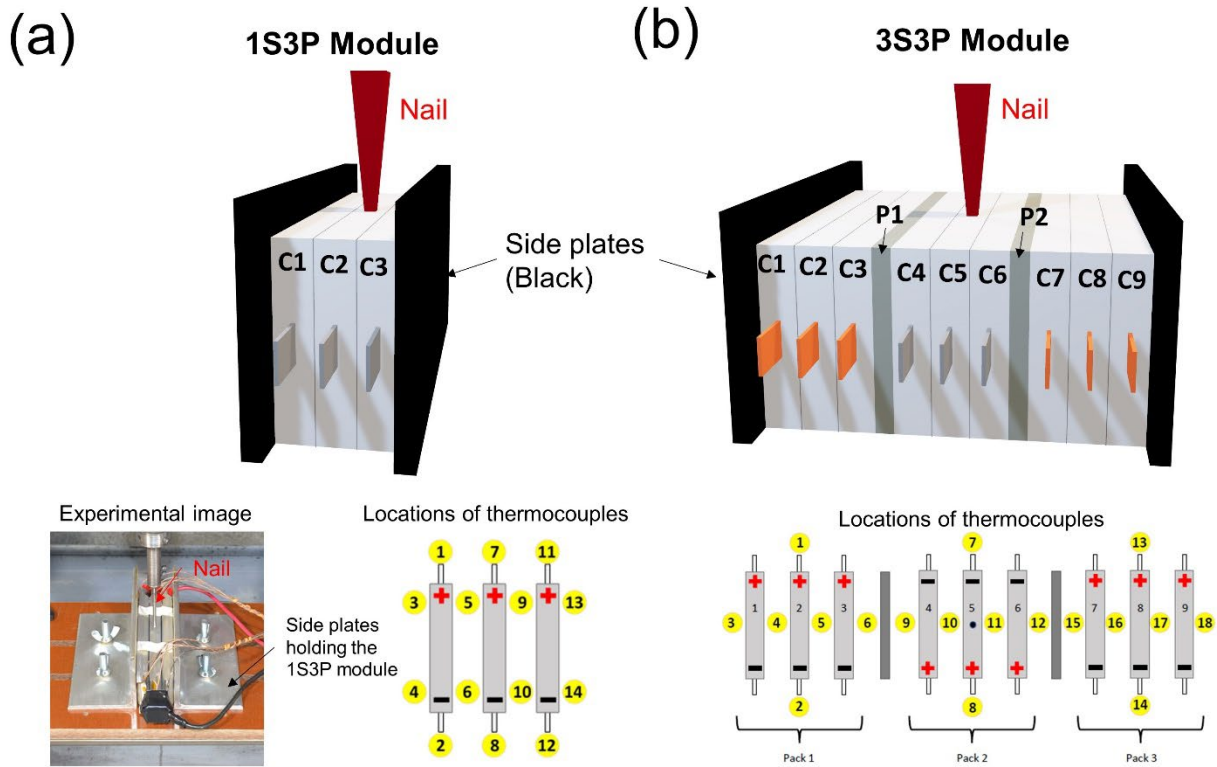 (a)
1S3P Module
Nail
C1 C2 C3
Side plates
(Black)
Experimental image
Nail
Side plates
holding the
1S3P module
Locations of thermocouples
1 7 11
3 + 5 + 9 + 13
4 - 6 - 10 - 14
2 8 12
(b)
3S3P Module
Nail
P1 P2
C1 C2 C3 C4 C5 C6 C7 C8 C9
Locations of thermocouples
1 7 13
+ + + - - - + + +
1 2 3 4 5 6 7 8 9
3 4 5 6 9 10 11 12 15 16 17 18
- - - + + + - - -
2 8 14
Pack 1 Pack 2 Pack 3